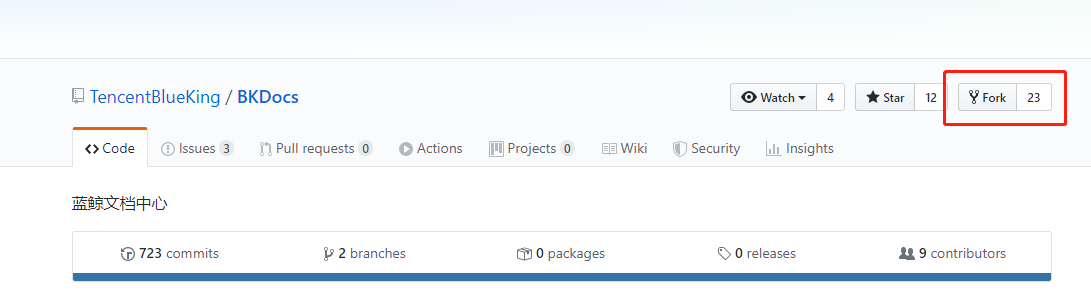 TencentBlueKing / BKDocs Watch 4 Star 12 Fork 23
Code Issues 3 Pull requests 0 Actions Projects 0 Wiki Security Insights
蓝鲸文档中心
723 commits 2 branches 0 packages 0 releases 9 contributors